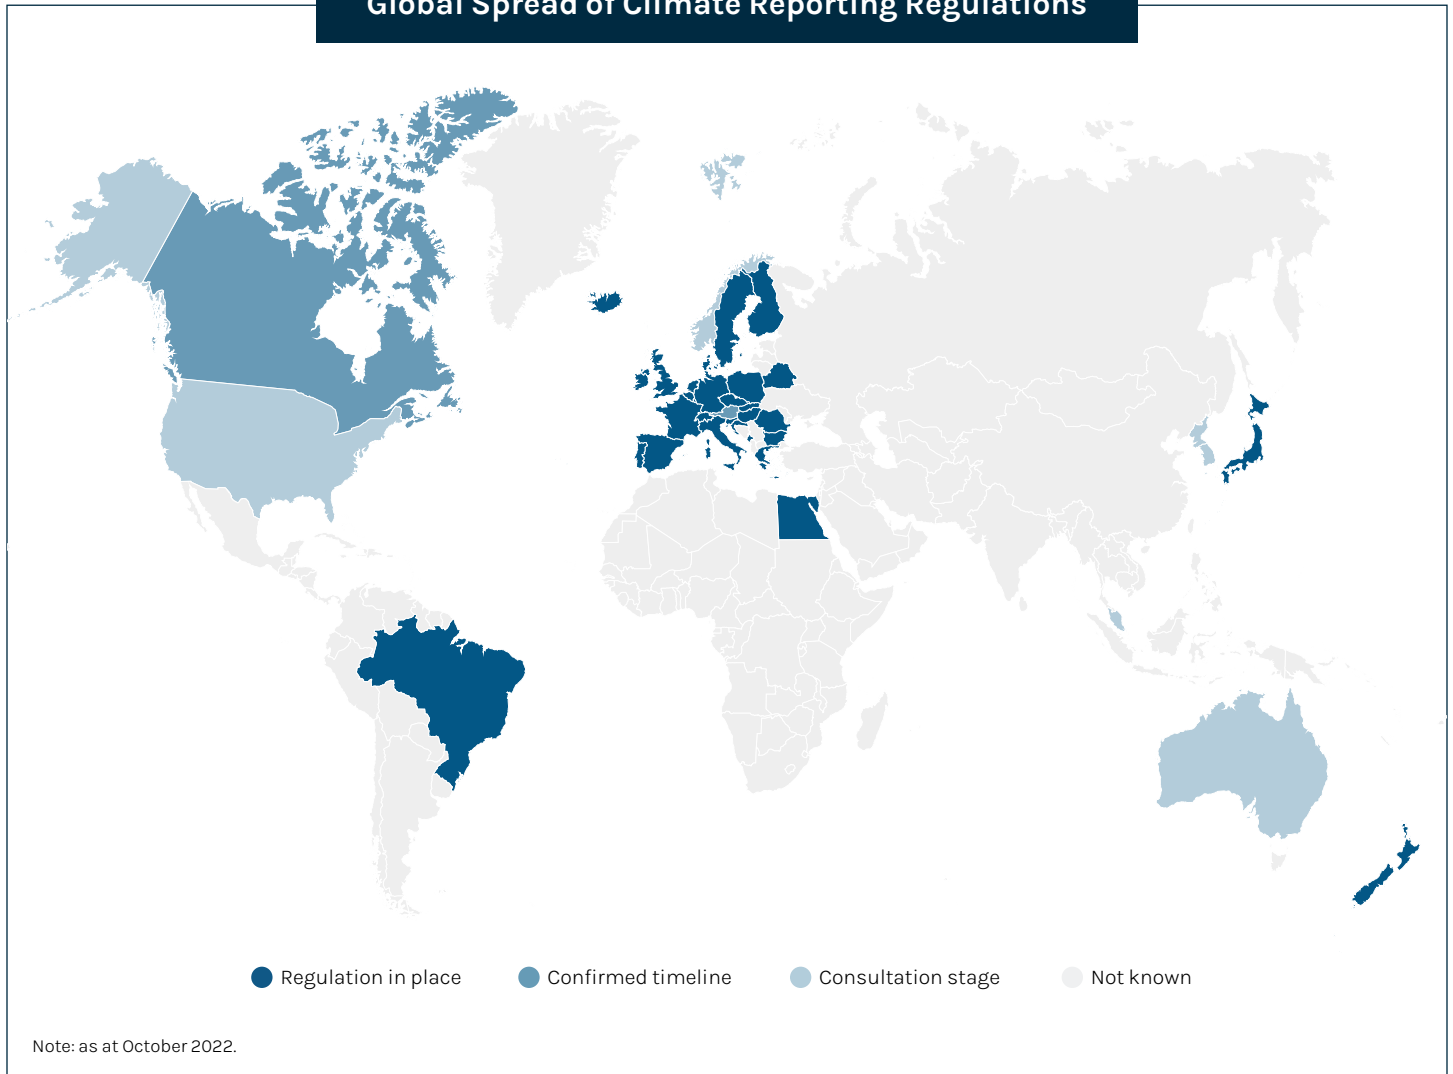 Global Spread of Climate Reporting Regulations
Regulation in place
Confirmed timeline
Consultation stage
Not known
Note: as at October 2022.